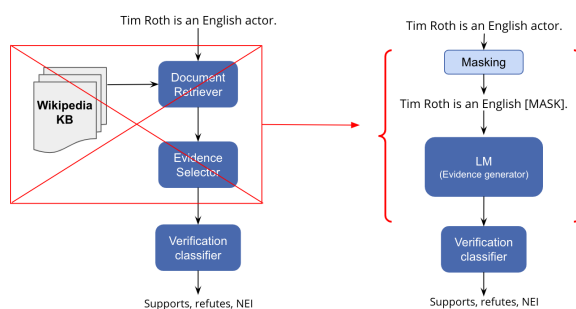 Tim Roth is an English actor.
Wikipedia
KB
Document
Retriever
Evidence
Selector
Verification
classifier
Supports, refutes, NEI
Tim Roth is an English actor.
Masking
Tim Roth is an English [MASK].
LM
(Evidence generator)
Verification
classifier
Supports, refutes, NEI